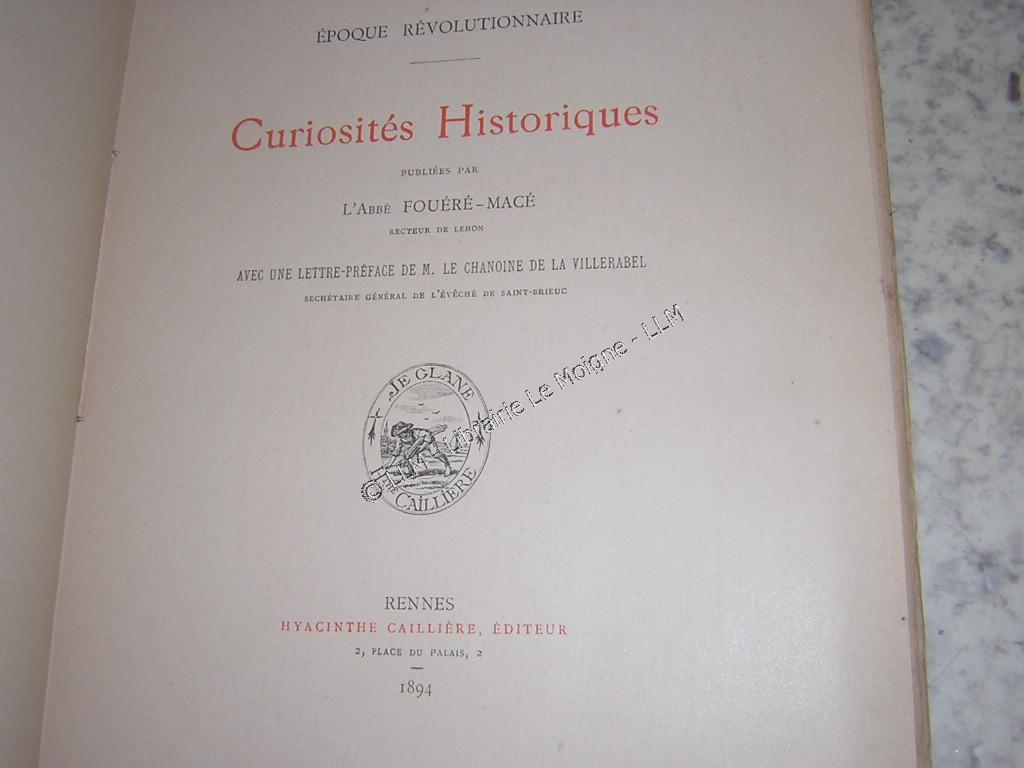 ÉPOQUE RÉVOLUTIONNAIRE
Curiosités Historiques
PUBLIÉES PAR
L'ABBÉ FOUÉRÉ-MACÉ
RECTEUR DE LEHON
AVEC UNE LETTRE-PRÉFACE DE M. LE CHANOINE DE LA VILLERABEL
SECRÉTAIRE GÉNÉRAL DE L'ÉVÊCHÉ DE SAINT-BRIEUC
JE GLANE
HTHE CAILLIÈRE
© LLM - Librairie Le Moigne - LLM
RENNES
HYACINTHE CAILLIÈRE, ÉDITEUR
2, PLACE DU PALAIS, 2
1894